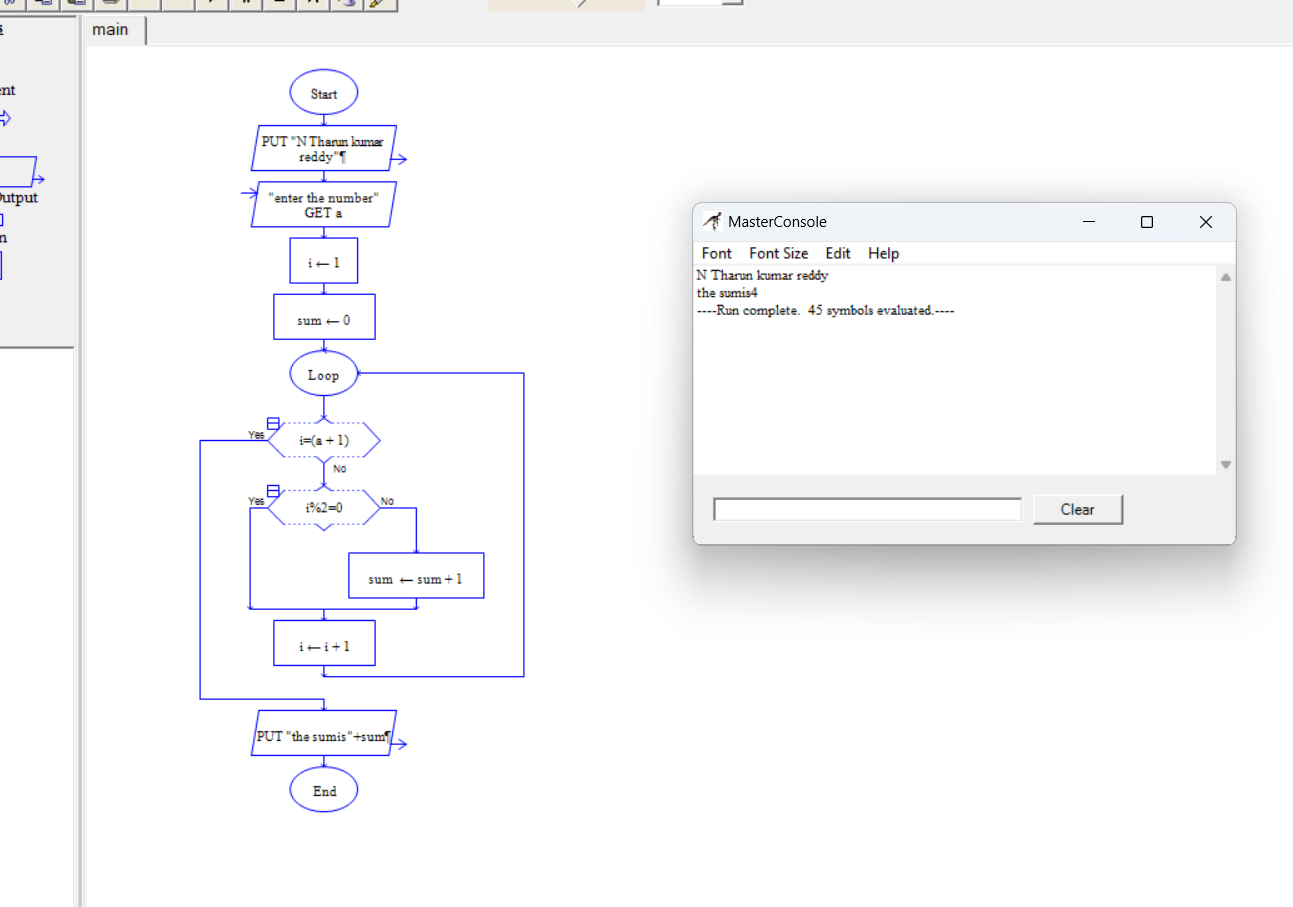 main
s
ent
Output
n
Start
PUT "N Tharun kumar
reddy"¶
"enter the number"
GET a
i ← 1
sum ← 0
Loop
Yes
i=(a + 1)
No
Yes
i%2=0
No
sum ← sum + 1
i ← i + 1
PUT "the sumis"+sum¶
End
MasterConsole
Font Font Size Edit Help
N Tharun kumar reddy
the sumis4
----Run complete. 45 symbols evaluated.----
Clear